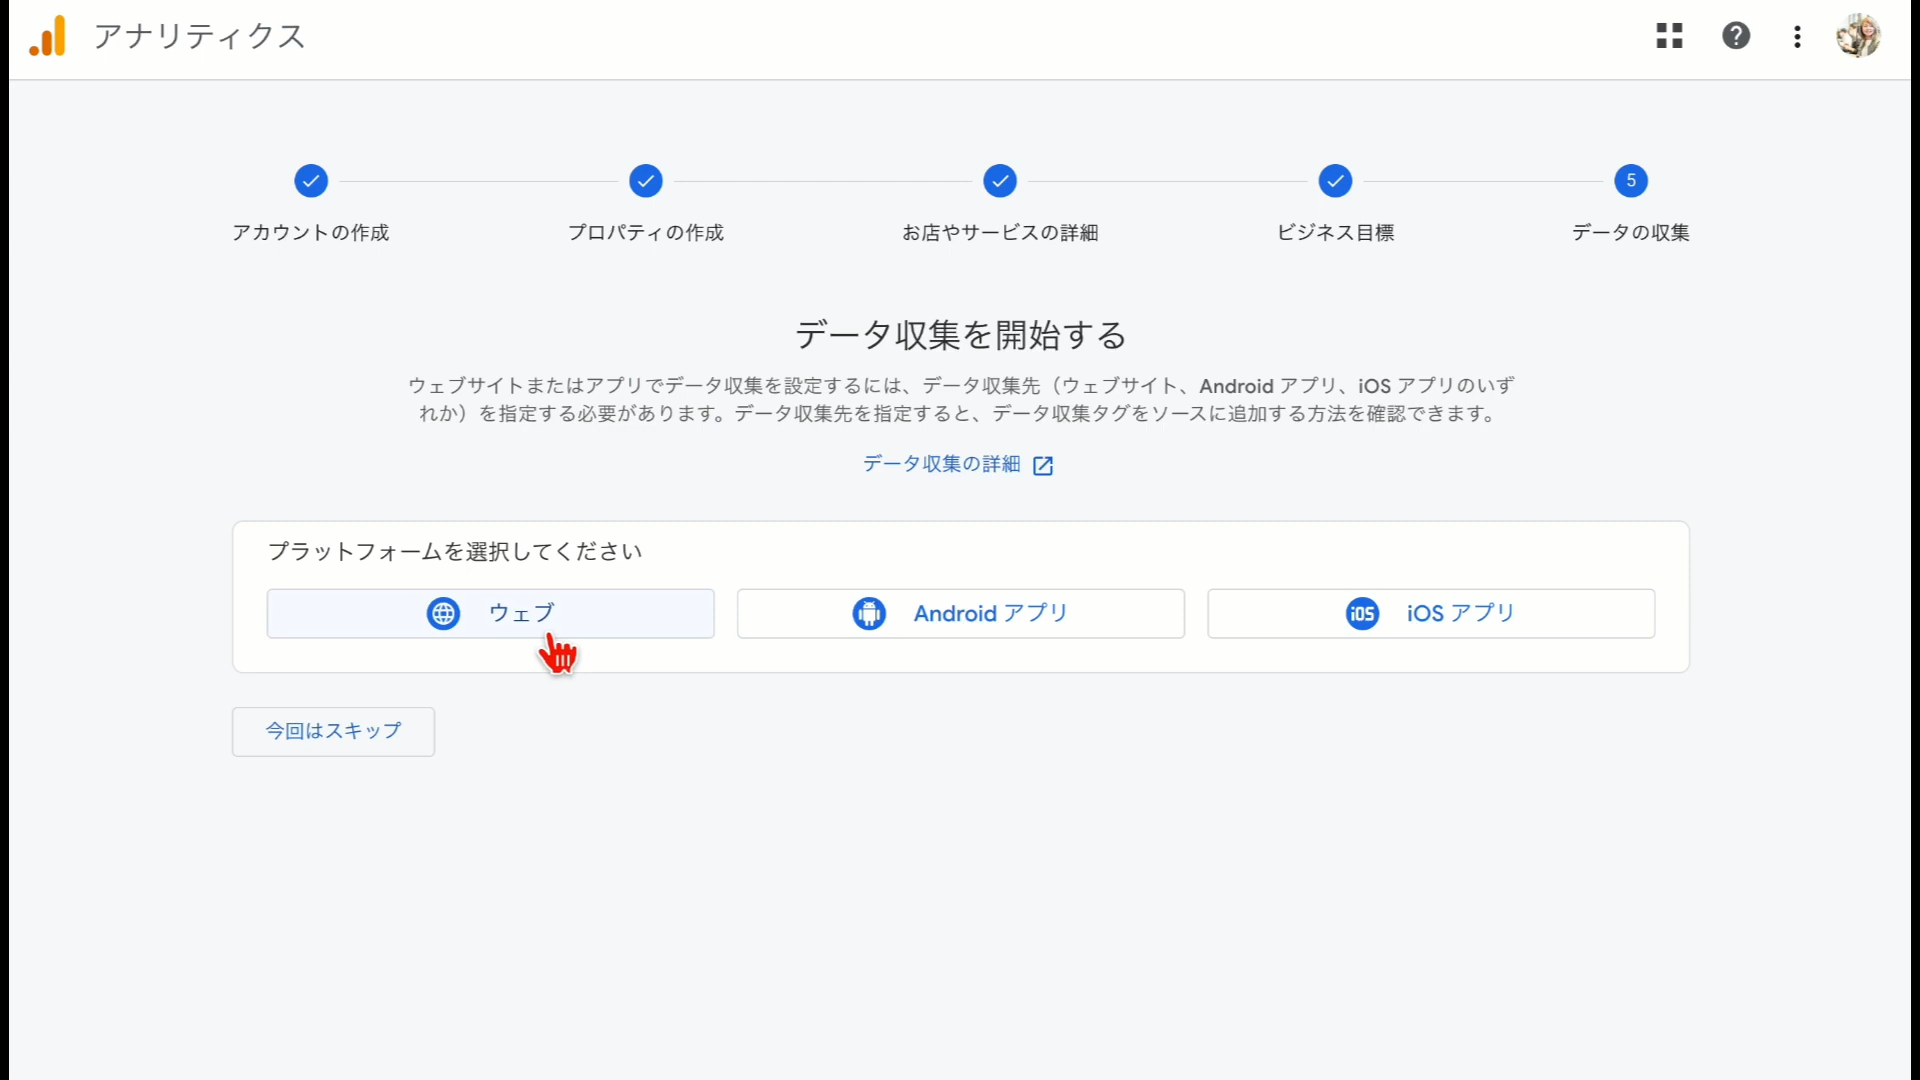 アナリティクス
5
アカウントの作成
プロパティの作成
お店やサービスの詳細
ビジネス目標
データの収集
データ収集を開始する
ウェブサイトまたはアプリでデータ収集を設定するには、データ収集先（ウェブサイト、Android アプリ、iOS アプリのいず
れか）を指定する必要があります。データ収集先を指定すると、データ収集タグをソースに追加する方法を確認できます。
データ収集の詳細
プラットフォームを選択してください
ウェブ
Android アプリ
iOS
iOS アプリ
今回はスキップ